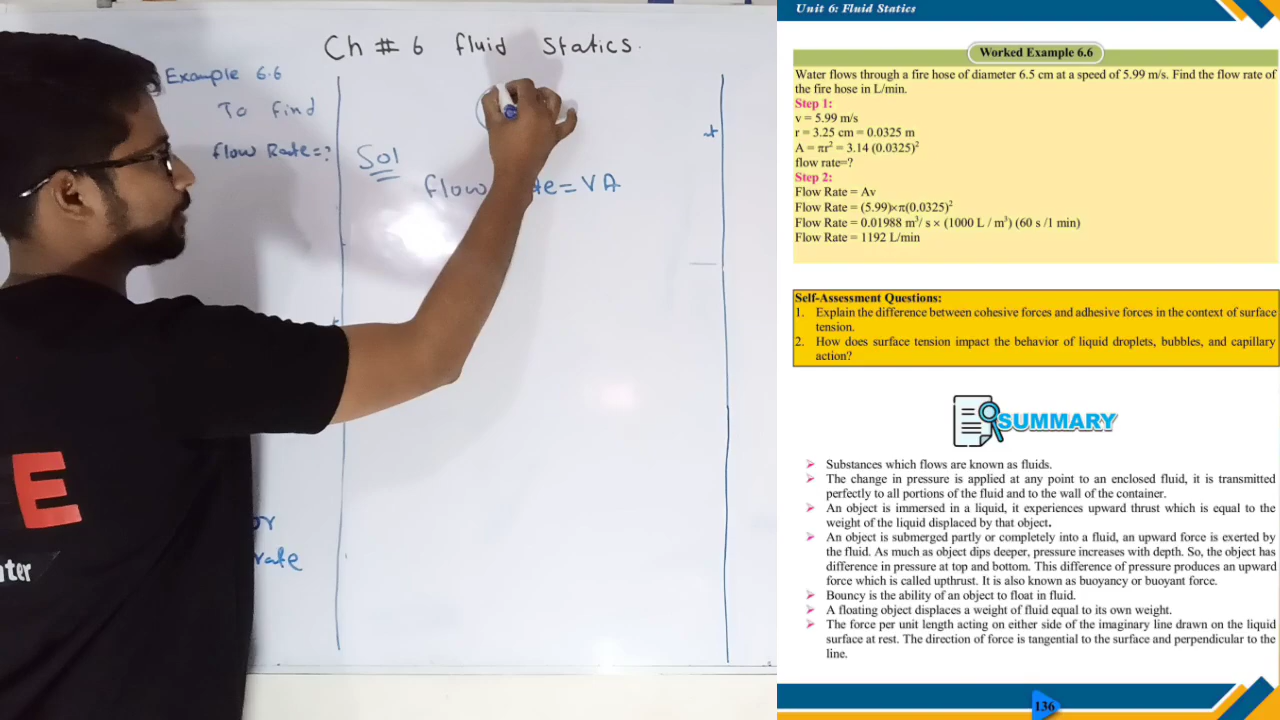 Ch # 6 fluid statics.
Example 6.6
To find
flow Rate=?
Sol
flow te = VA
or
rate
E
ter
Unit 6: Fluid Statics
Worked Example 6.6
Water flows through a fire hose of diameter 6.5 cm at a speed of 5.99 m/s. Find the flow rate of
the fire hose in L/min.
Step 1:
v = 5.99 m/s
r = 3.25 cm = 0.0325 m
A = πr² = 3.14 (0.0325)²
flow rate=?
Step 2:
Flow Rate = Av
Flow Rate = (5.99)×π(0.0325)²
Flow Rate = 0.01988 m³/ s × (1000 L / m³) (60 s /1 min)
Flow Rate = 1192 L/min
Self-Assessment Questions:
1. Explain the difference between cohesive forces and adhesive forces in the context of surface
tension.
2. How does surface tension impact the behavior of liquid droplets, bubbles, and capillary
action?
SUMMARY
➢ Substances which flows are known as fluids.
➢ The change in pressure is applied at any point to an enclosed fluid, it is transmitted
perfectly to all portions of the fluid and to the wall of the container.
➢ An object is immersed in a liquid, it experiences upward thrust which is equal to the
weight of the liquid displaced by that object.
➢ An object is submerged partly or completely into a fluid, an upward force is exerted by
the fluid. As much as object dips deeper, pressure increases with depth. So, the object has
difference in pressure at top and bottom. This difference of pressure produces an upward
force which is called upthrust. It is also known as buoyancy or buoyant force.
➢ Bouncy is the ability of an object to float in fluid.
➢ A floating object displaces a weight of fluid equal to its own weight.
➢ The force per unit length acting on either side of the imaginary line drawn on the liquid
surface at rest. The direction of force is tangential to the surface and perpendicular to the
line.
136